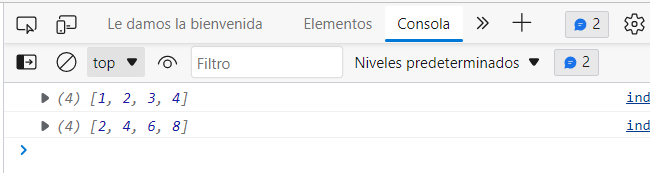 Le damos la bienvenida Elementos Consola 2
top Filtro Niveles predeterminados 2
(4) [1, 2, 3, 4] ind
(4) [2, 4, 6, 8] ind